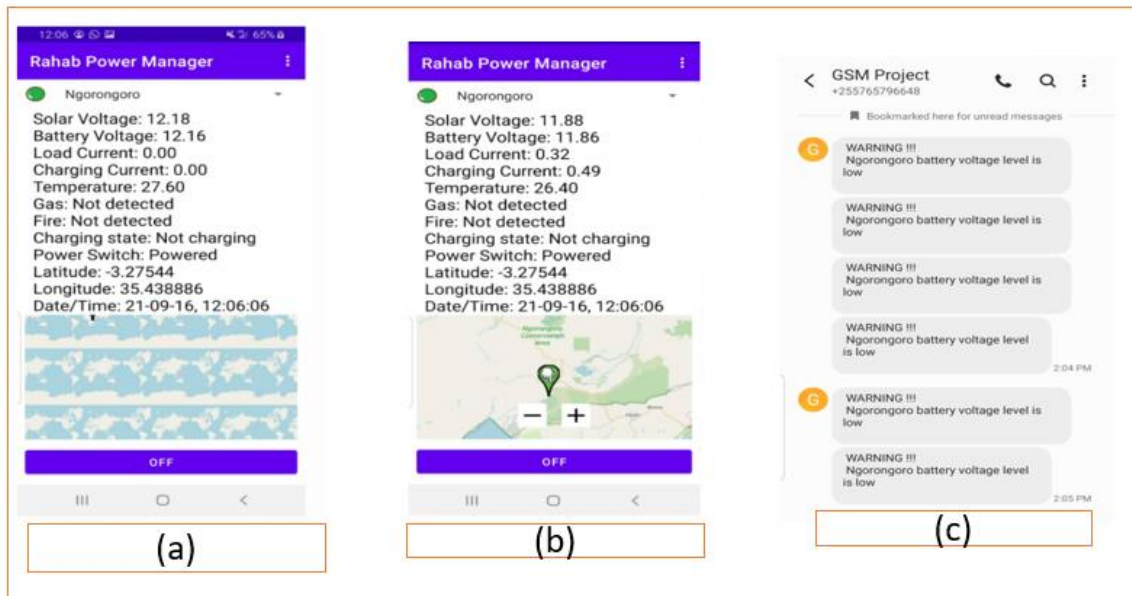 12:06 65%
Rahab Power Manager
Ngorongoro
Solar Voltage: 12.18
Battery Voltage: 12.16
Load Current: 0.00
Charging Current: 0.00
Temperature: 27.60
Gas: Not detected
Fire: Not detected
Charging state: Not charging
Power Switch: Powered
Latitude: -3.27544
Longitude: 35.438886
Date/Time: 21-09-16, 12:06:06
OFF
(a)
Rahab Power Manager
Ngorongoro
Solar Voltage: 11.88
Battery Voltage: 11.86
Load Current: 0.32
Charging Current: 0.49
Temperature: 26.40
Gas: Not detected
Fire: Not detected
Charging state: Not charging
Power Switch: Powered
Latitude: -3.27544
Longitude: 35.438886
Date/Time: 21-09-16, 12:06:06
Ngorongoro
Conservation
Area
− +
OFF
(b)
GSM Project
+255765796648
Bookmarked here for unread messages
G
WARNING !!!
Ngorongoro battery voltage level is
low
WARNING !!!
Ngorongoro battery voltage level is
low
WARNING !!!
Ngorongoro battery voltage level is
low
WARNING !!!
Ngorongoro battery voltage level
is low
2:04 PM
G
WARNING !!!
Ngorongoro battery voltage level is
low
WARNING !!!
Ngorongoro battery voltage level
is low
2:05 PM
(c)